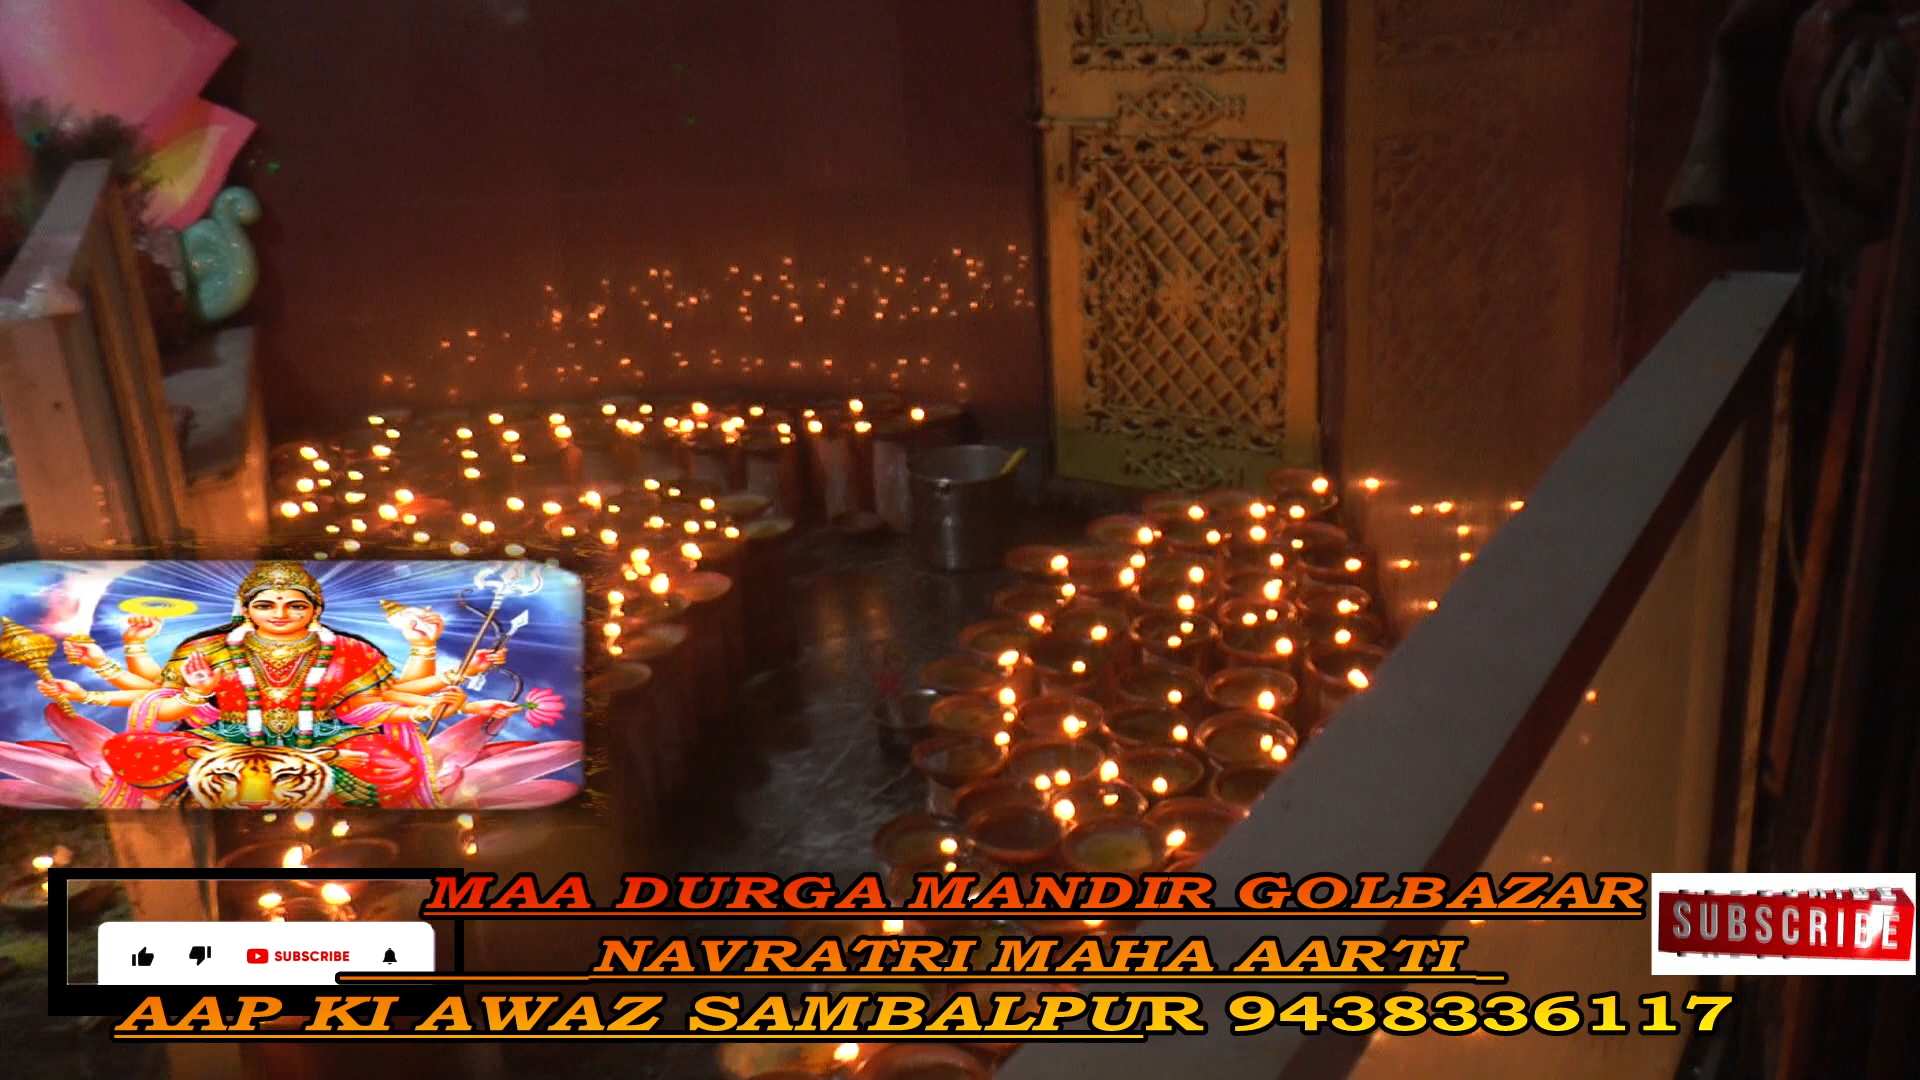 MAA DURGA MANDIR GOLBAZAR
NAVRATRI MAHA AARTI
SUBSCRIBE
SUBSCRIBE
AAP KI AWAZ SAMBALPUR 9438336117